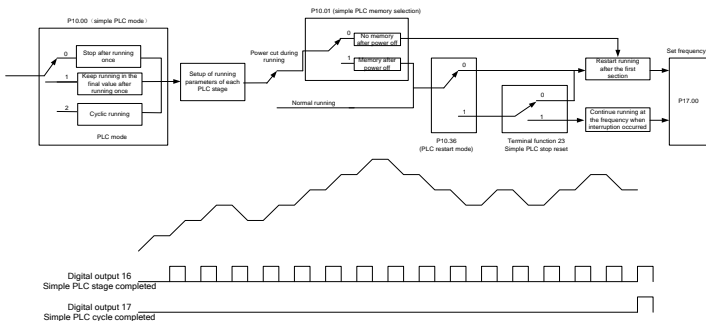 P10.00 (simple PLC mode)
0
Stop after running
once
1
Keep running in the
final value after
running once
2
Cyclic running
PLC mode
Setup of running
parameters of each
PLC stage
Power cut during
running
Normal running
P10.01 (simple PLC memory selection)
0
No memory
after power off
1
Memory after
power off
0
1
P10.36
(PLC restart mode)
0
1
Terminal function 23
Simple PLC stop reset
Restart running
after the first
section
Continue running
at the frequency when
interruption occurred
Set frequency
P17.00
Digital output 16
Simple PLC stage completed
Digital output 17
Simple PLC cycle completed